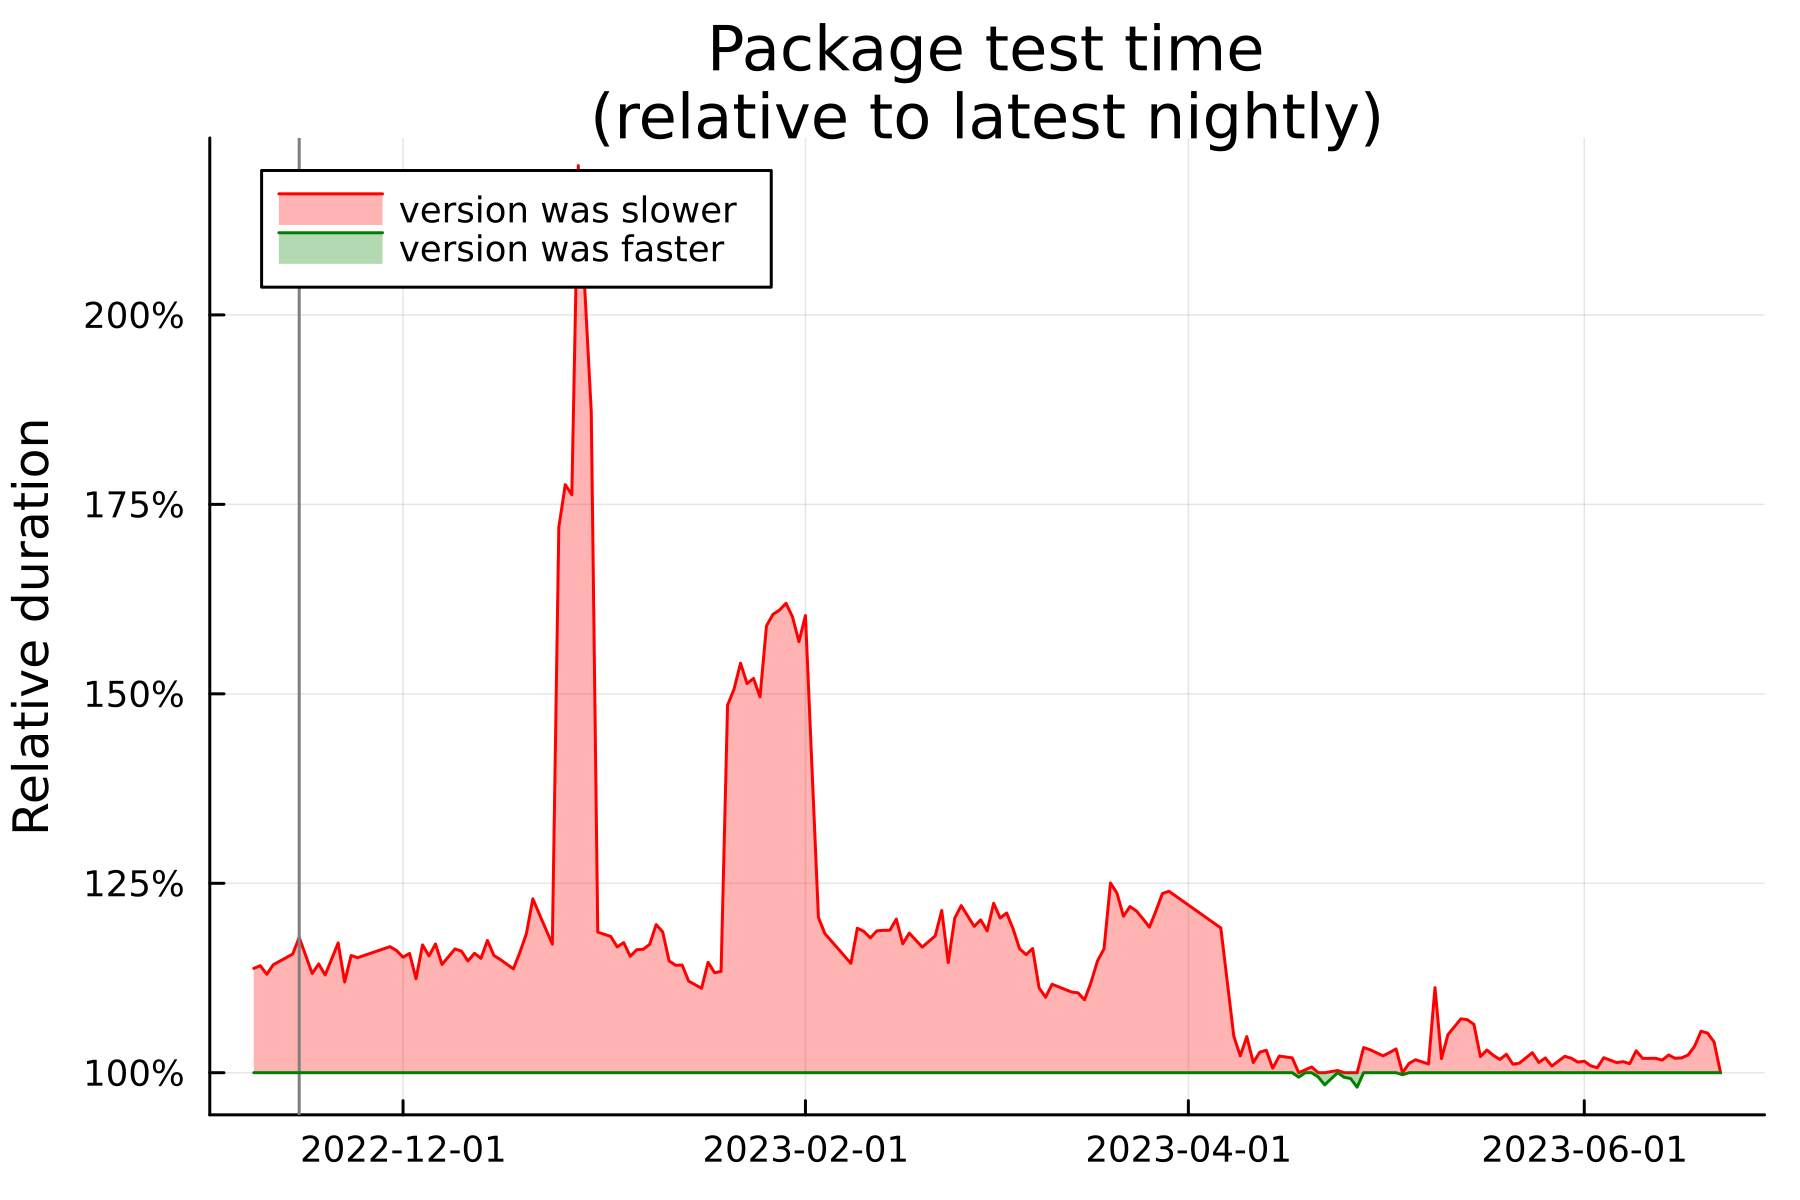 Package test time
(relative to latest nightly)
version was slower
version was faster
Relative duration
200%
175%
150%
125%
100%
2022-12-01
2023-02-01
2023-04-01
2023-06-01